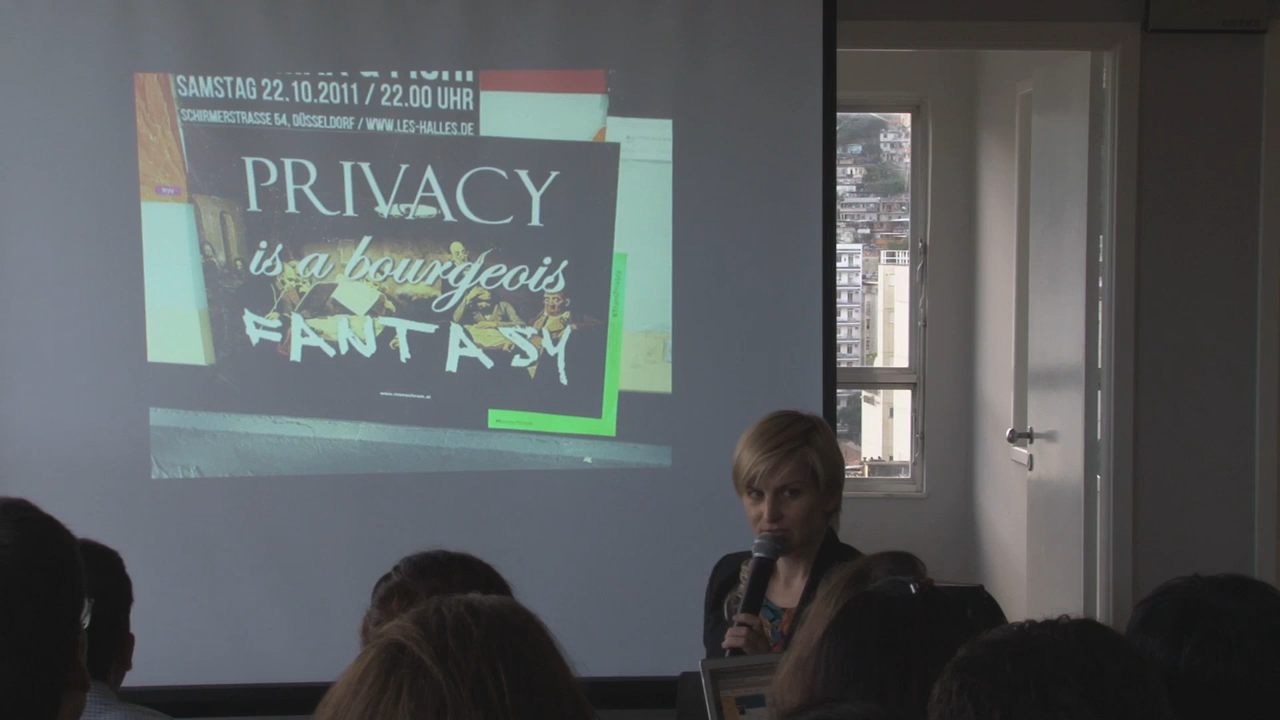 SAMSTAG 22.10.2011 / 22.00 UHR
SCHIRMERSTRASSE 54, DÜSSELDORF / WWW.LES-HALLES.DE
PRIVACY
is a bourgeois
FANTASY